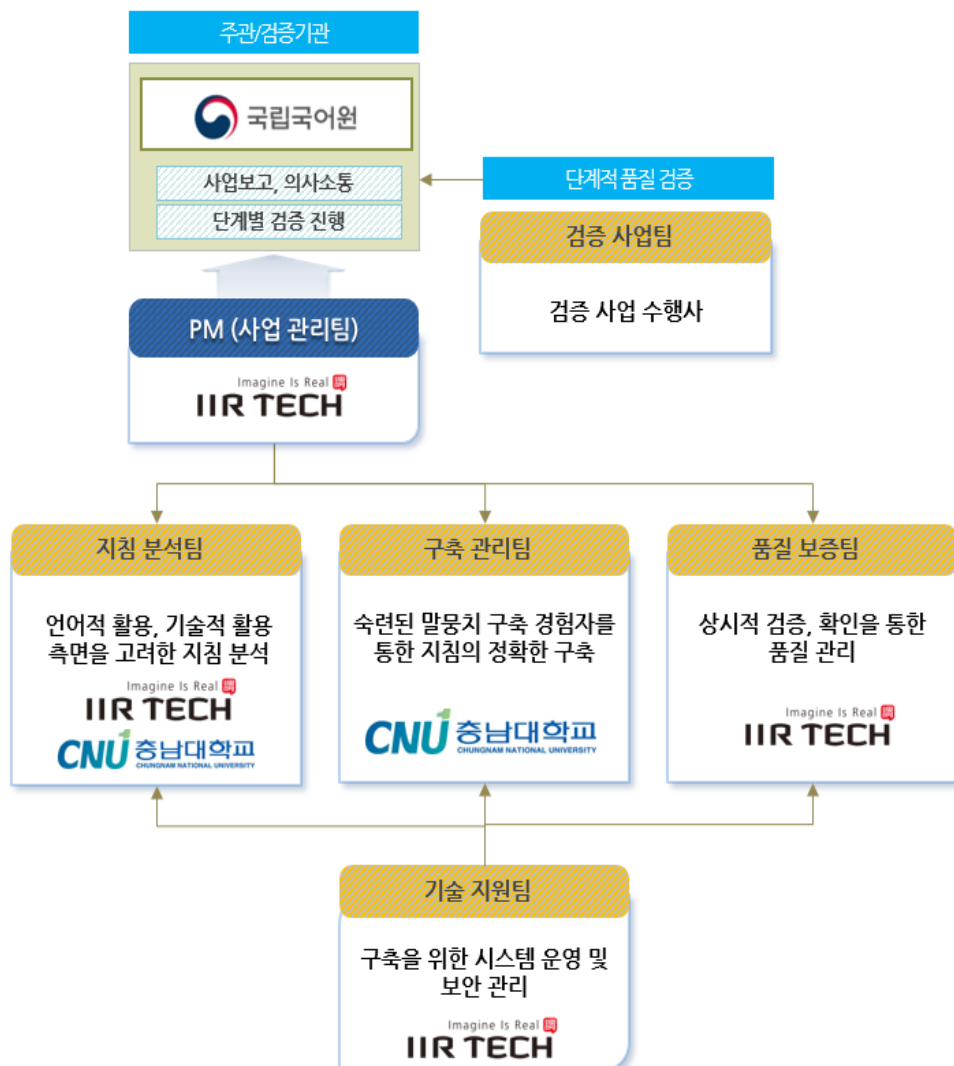 주관/검증기관
국립국어원
사업보고, 의사소통
단계별 검증 진행
단계적 품질 검증
검증 사업팀
검증 사업 수행사
PM (사업 관리팀)
Imagine Is Real
IIR TECH
지침 분석팀
언어적 활용, 기술적 활용
측면을 고려한 지침 분석
Imagine Is Real
IIR TECH
CNU 충남대학교
CHUNGNAM NATIONAL UNIVERSITY
구축 관리팀
숙련된 말뭉치 구축 경험자를
통한 지침의 정확한 구축
CNU 충남대학교
CHUNGNAM NATIONAL UNIVERSITY
품질 보증팀
상시적 검증, 확인을 통한
품질 관리
Imagine Is Real
IIR TECH
기술 지원팀
구축을 위한 시스템 운영 및
보안 관리
Imagine Is Real
IIR TECH